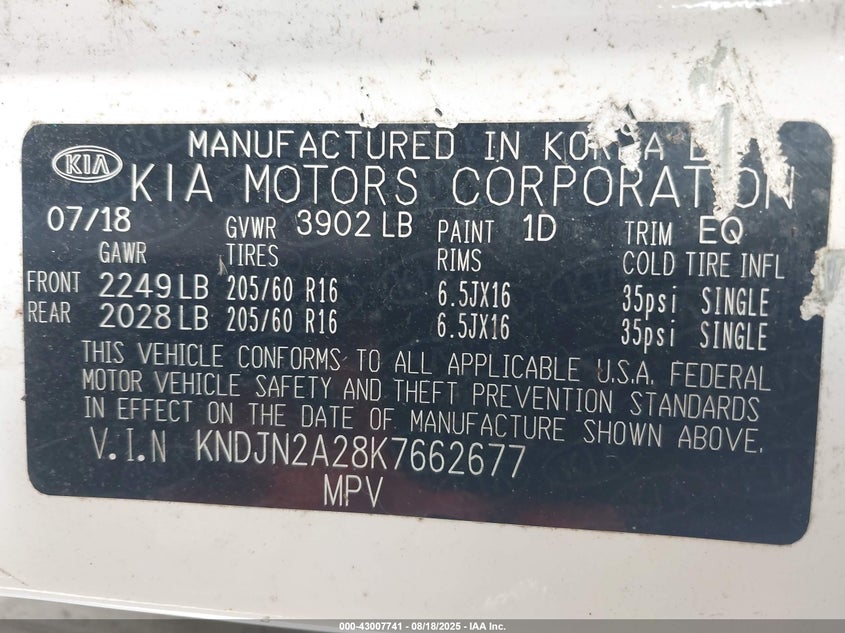 MANUFACTURED IN KOREA
KIA KIA MOTORS CORPORATION
07/18 GVWR 3902 LB PAINT 1D TRIM EQ
GAWR TIRES RIMS COLD TIRE INFL
FRONT 2249 LB 205/60 R16 6.5JX16 35psi SINGLE
REAR 2028 LB 205/60 R16 6.5JX16 35psi SINGLE
THIS VEHICLE CONFORMS TO ALL APPLICABLE U.S.A. FEDERAL
MOTOR VEHICLE SAFETY AND THEFT PREVENTION STANDARDS
IN EFFECT ON THE DATE OF MANUFACTURE SHOWN ABOVE.
V.I.N KNDJN2A28K7662677
MPV
000-43007741 - 08/18/2025 - IAA Inc.